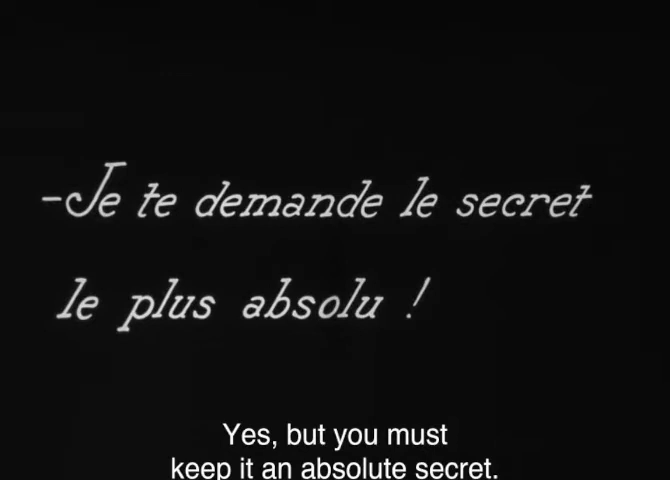 -Je te demande le secret
le plus absolu !
Yes, but you must
keep it an absolute secret.